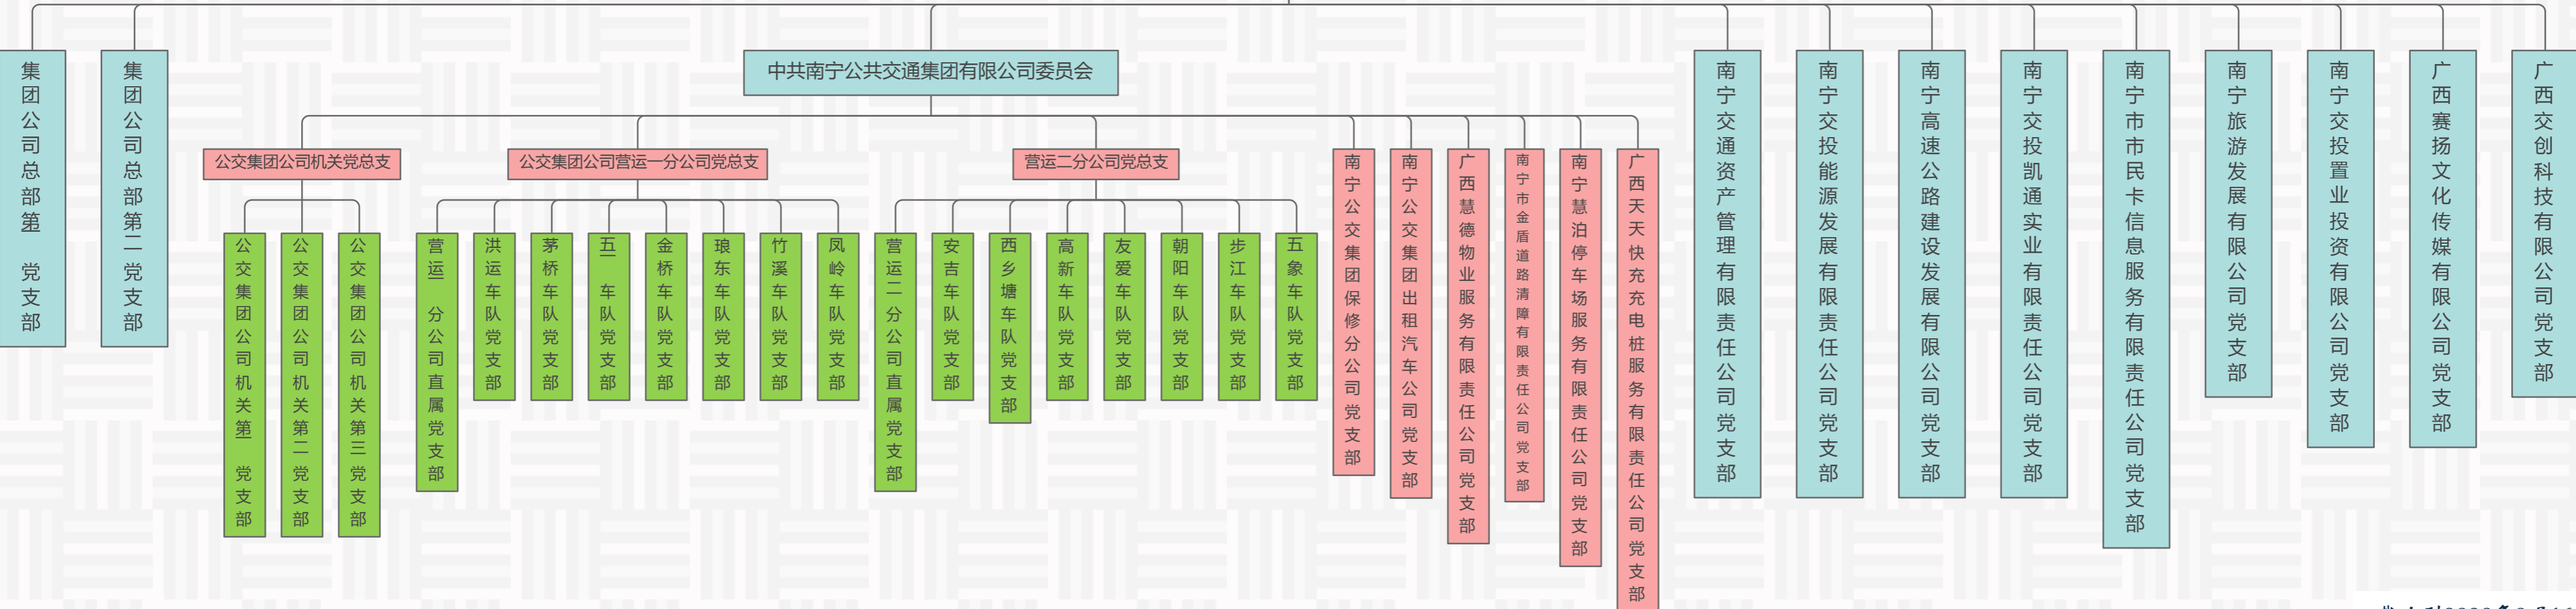 集团公司总部第一党支部
集团公司总部第二党支部
中共南宁公共交通集团有限公司委员会
公交集团公司机关党总支
公交集团公司机关第一党支部
公交集团公司机关第二党支部
公交集团公司机关第三党支部
公交集团公司营运一分公司党总支
营运一分公司直属党支部
洪运车队党支部
茅桥车队党支部
五一车队党支部
金桥车队党支部
琅东车队党支部
竹溪车队党支部
凤岭车队党支部
营运二分公司党总支
营运二分公司直属党支部
安吉车队党支部
西乡塘车队党支部
高新车队党支部
友爱车队党支部
朝阳车队党支部
步江车队党支部
五象车队党支部
南宁公交集团保修分公司党支部
南宁公交集团出租汽车公司党支部
广西慧德物业服务有限责任公司党支部
南宁市金盾道路清障有限责任公司党支部
南宁慧泊停车场服务有限责任公司党支部
广西天天快充充电桩服务有限责任公司党支部
南宁交通资产管理有限责任公司党支部
南宁交投能源发展有限责任公司党支部
南宁高速公路建设发展有限公司党支部
南宁交投凯通实业有限责任公司党支部
南宁市市民卡信息服务有限责任公司党支部
南宁旅游发展有限公司党支部
南宁交投置业投资有限公司党支部
广西赛扬文化传媒有限公司党支部
广西交创科技有限公司党支部